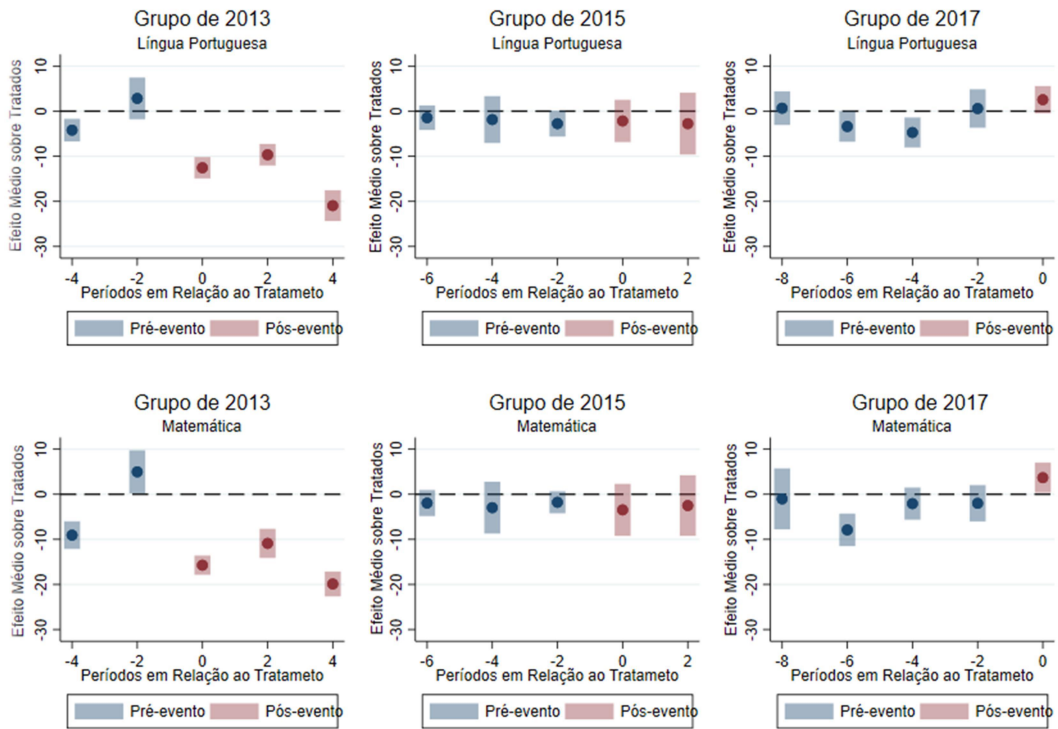 Grupo de 2013
Língua Portuguesa
Efeito Médio sobre Tratados
10
0
-10
-20
-30
-4 -2 0 2 4
Períodos em Relação ao Tratameto
Pré-evento Pós-evento
Grupo de 2015
Língua Portuguesa
Efeito Médio sobre Tratados
10
0
-10
-20
-30
-6 -4 -2 0 2
Períodos em Relação ao Tratameto
Pré-evento Pós-evento
Grupo de 2017
Língua Portuguesa
Efeito Médio sobre Tratados
10
0
-10
-20
-30
-8 -6 -4 -2 0
Períodos em Relação ao Tratameto
Pré-evento Pós-evento
Grupo de 2013
Matemática
Efeito Médio sobre Tratados
10
0
-10
-20
-30
-4 -2 0 2 4
Períodos em Relação ao Tratameto
Pré-evento Pós-evento
Grupo de 2015
Matemática
Efeito Médio sobre Tratados
10
0
-10
-20
-30
-6 -4 -2 0 2
Períodos em Relação ao Tratameto
Pré-evento Pós-evento
Grupo de 2017
Matemática
Efeito Médio sobre Tratados
10
0
-10
-20
-30
-8 -6 -4 -2 0
Períodos em Relação ao Tratameto
Pré-evento Pós-evento